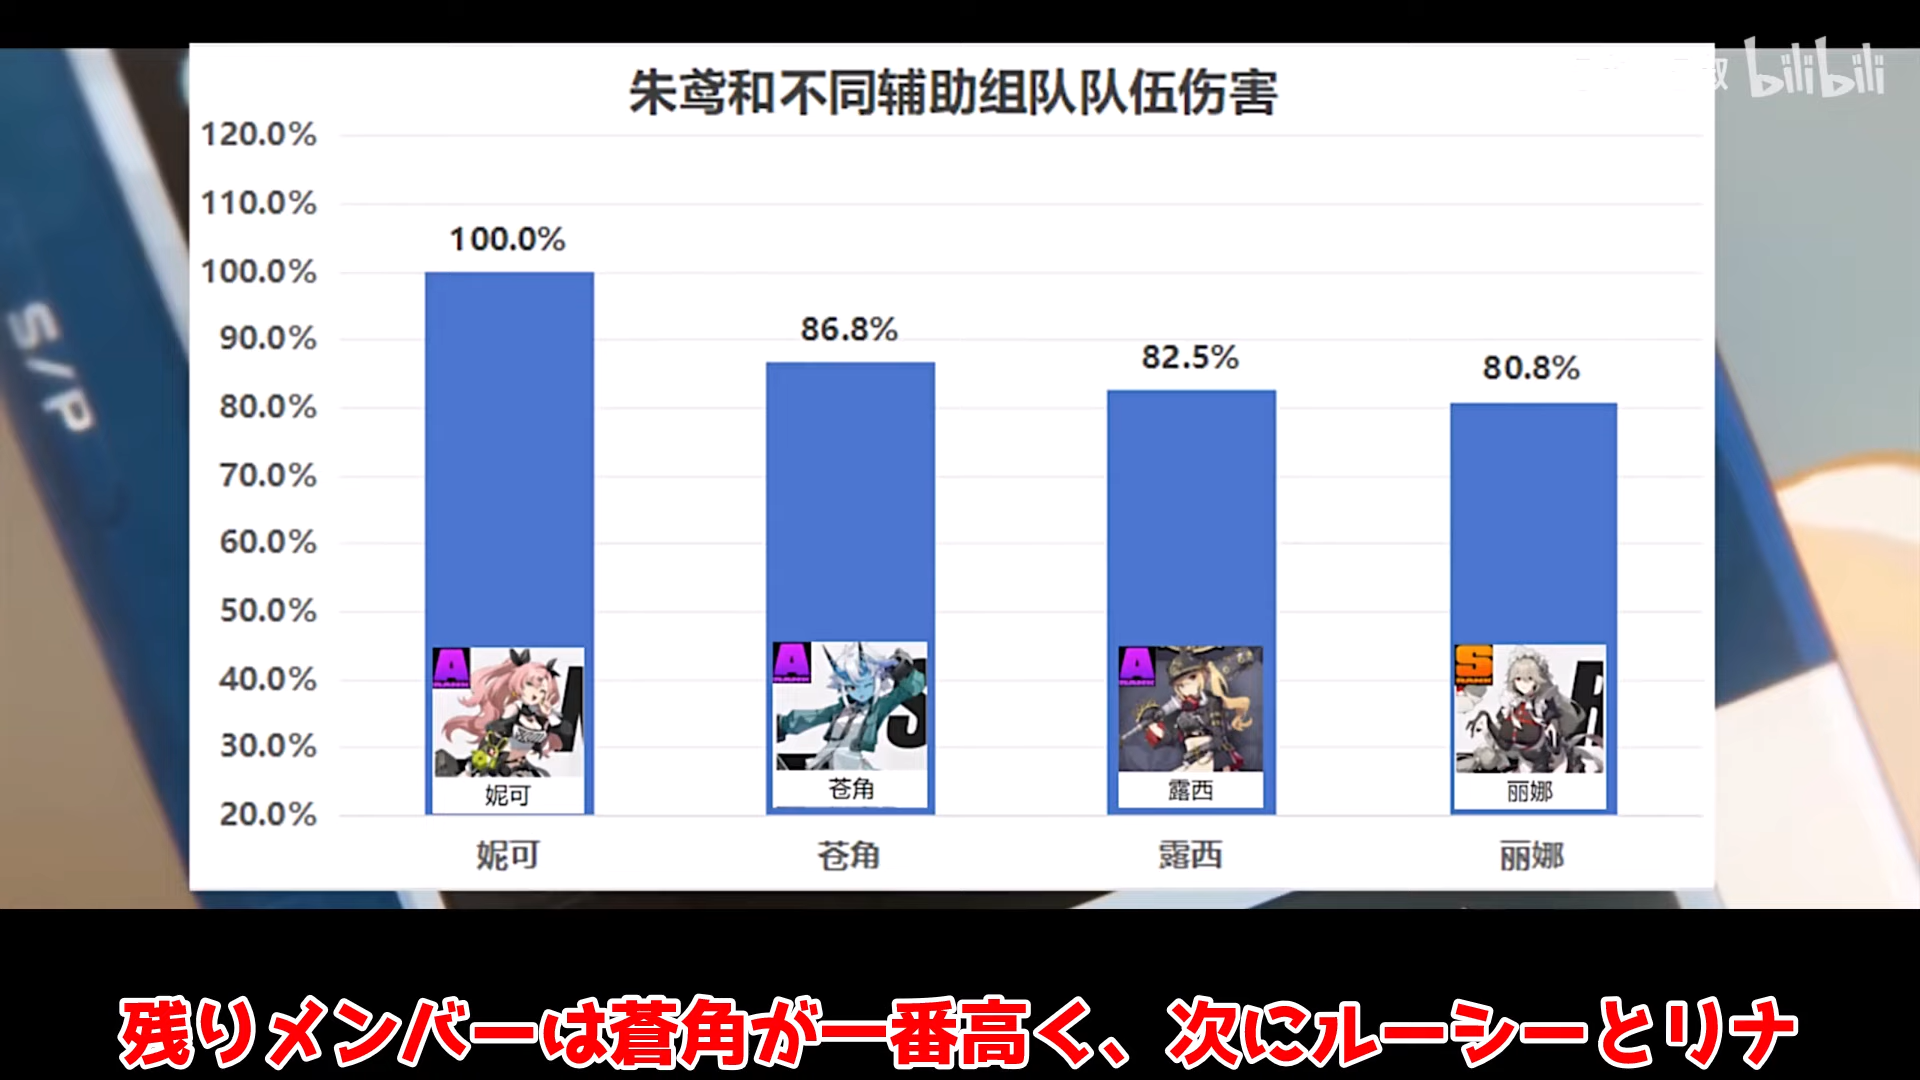 朱鸢和不同辅助组队队伍伤害
bilibili
120.0%
110.0%
100.0%
90.0%
80.0%
70.0%
60.0%
50.0%
40.0%
30.0%
20.0%
100.0%
86.8%
82.5%
80.8%
A
A
A
S
妮可
苍角
露西
丽娜
妮可
苍角
露西
丽娜
S/P
残りメンバーは蒼角が一番高く、次にルーシーとリナ